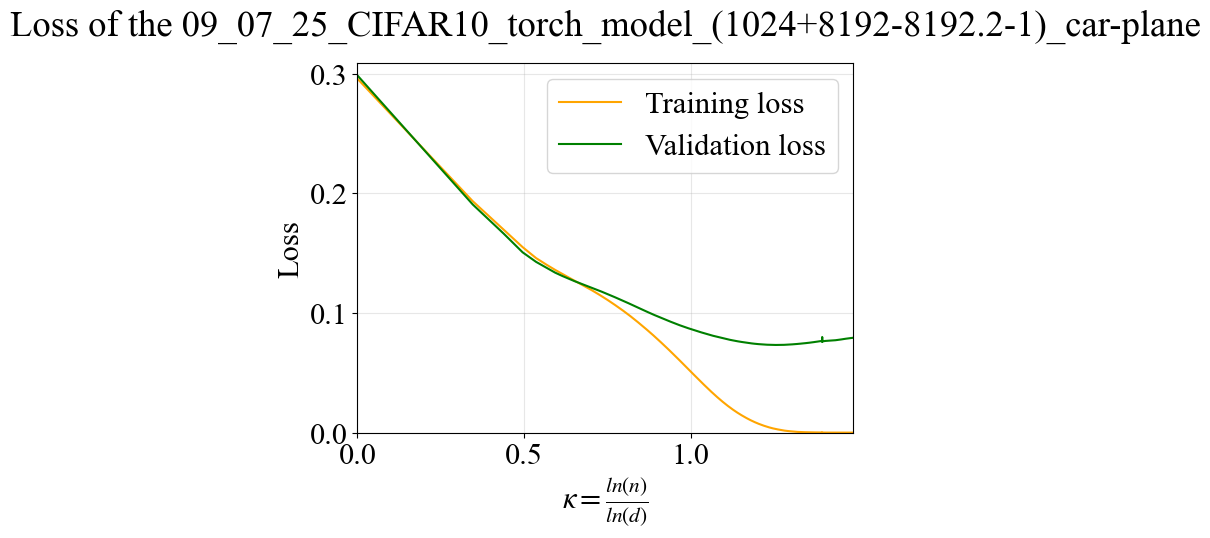 Loss of the 09_07_25_CIFAR10_torch_model_(1024+8192-8192.2-1)_car-plane
0.3
0.2
0.1
0.0
Loss
Training loss
Validation loss
0.0 0.5 1.0
κ = ln(n)/ln(d)